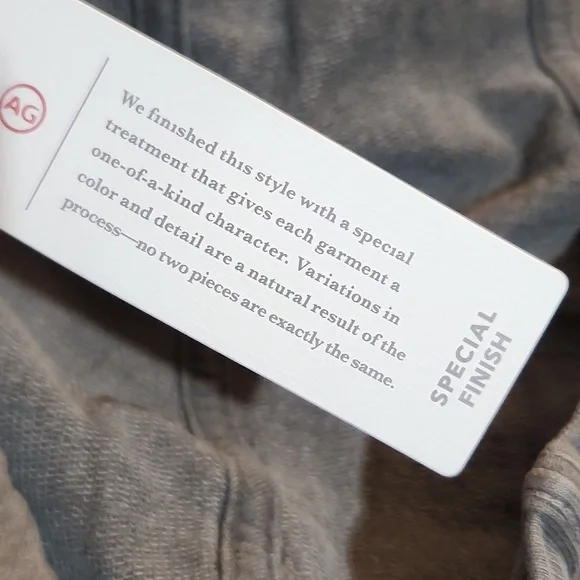 AG
We finished this style with a special
treatment that gives each garment a
one-of-a-kind character. Variations in
color and detail are a natural result of the
process—no two pieces are exactly the same.
SPECIAL
FINISH